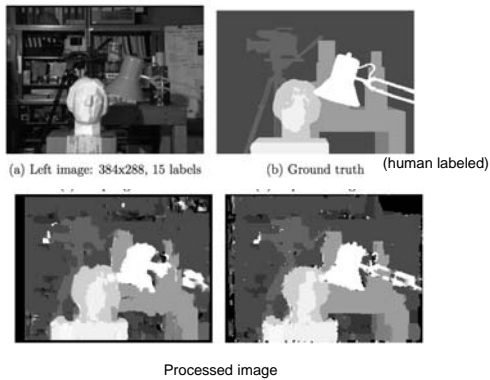 (a) Left image: 384x288, 15 labels
(b) Ground truth
(human labeled)
Processed image